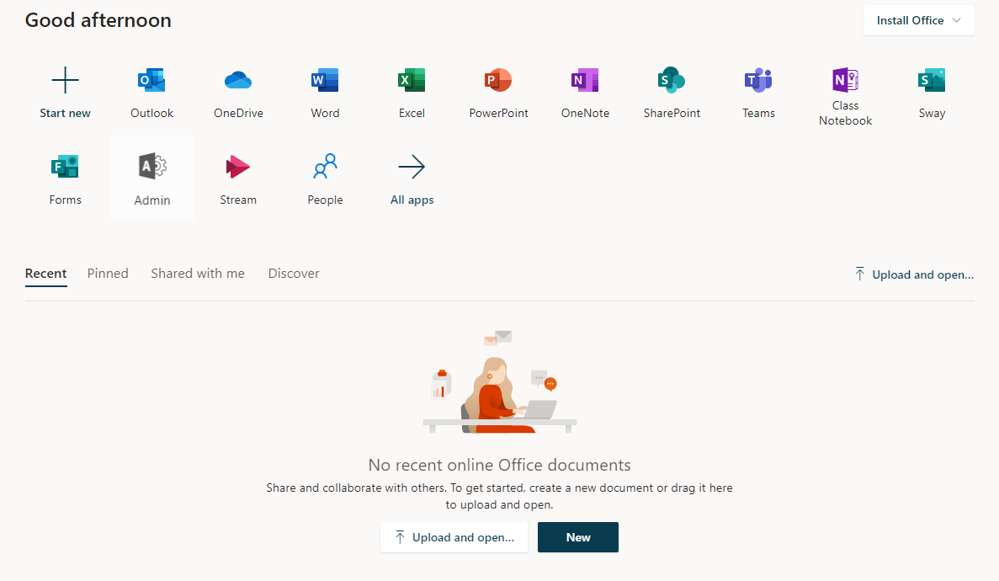 Good afternoon
Install Office
Start new
Outlook
OneDrive
Word
Excel
PowerPoint
OneNote
SharePoint
Teams
Class
Notebook
Sway
Forms
Admin
Stream
People
All apps
Recent
Pinned
Shared with me
Discover
Upload and open...
No recent online Office documents
Share and collaborate with others. To get started, create a new document or drag it here
to upload and open.
Upload and open...
New